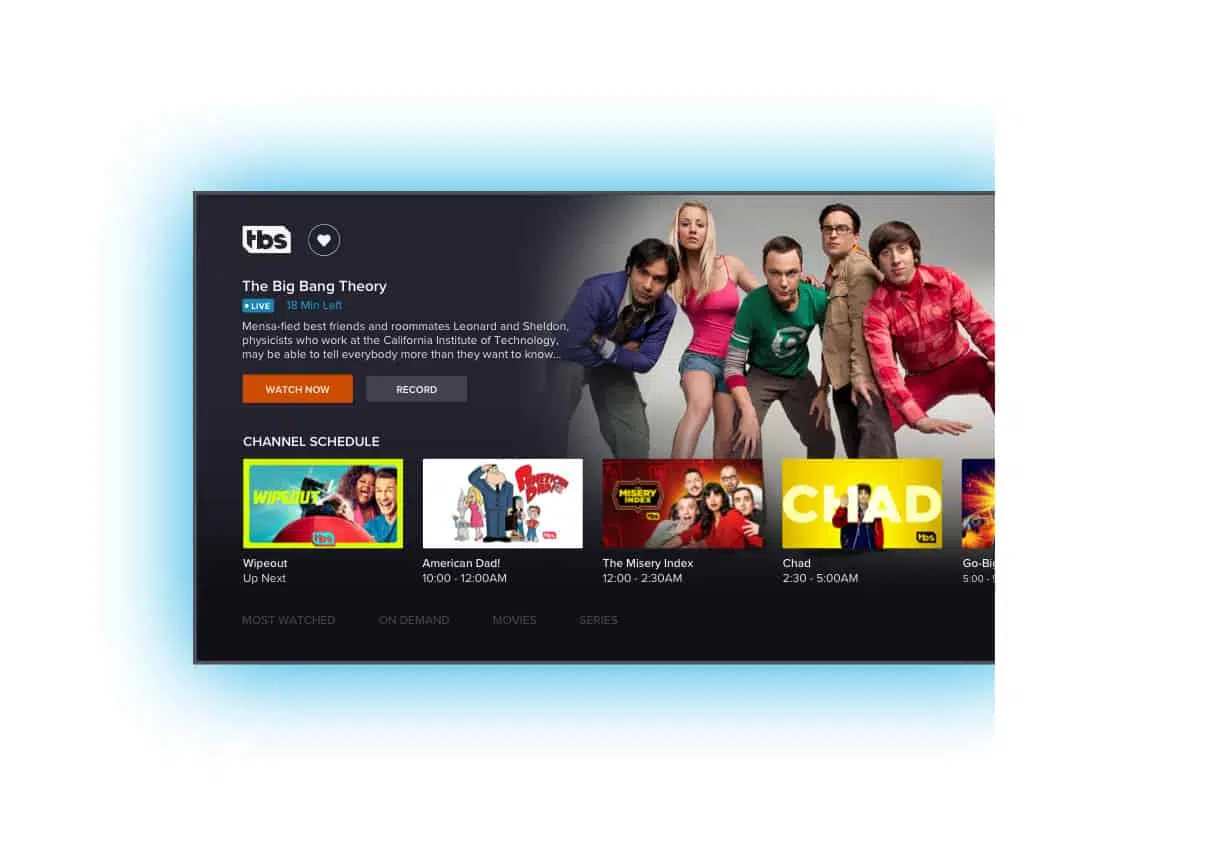 tbs
The Big Bang Theory
• LIVE 18 Min Left
Mensa-fied best friends and roommates Leonard and Sheldon,
physicists who work at the California Institute of Technology,
may be able to tell everybody more than they want to know...
WATCH NOW RECORD
CHANNEL SCHEDULE
WIPEOUT
tbs
AMERICAN DAD!
tbs
THE MISERY INDEX
tbs
CHAD
tbs
Wipeout American Dad! The Misery Index Chad Go-Big
Up Next 10:00 - 12:00AM 12:00 - 2:30AM 2:30 - 5:00AM 5:00 -
MOST WATCHED ON DEMAND MOVIES SERIES